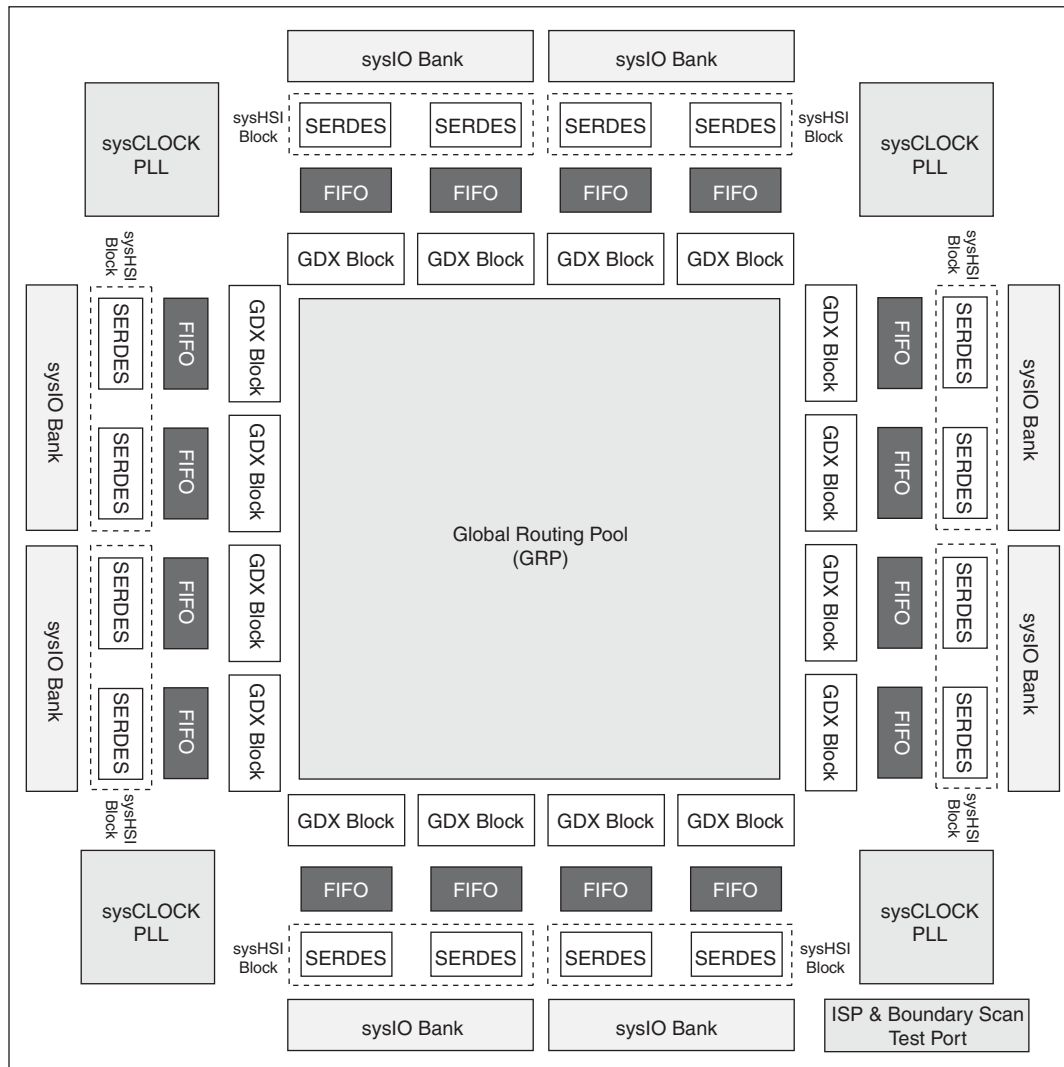 sysIO Bank
sysIO Bank
sysHSI
Block
SERDES
SERDES
SERDES
SERDES
sysHSI
Block
sysCLOCK
PLL
sysCLOCK
PLL
FIFO
FIFO
FIFO
FIFO
GDX Block
GDX Block
GDX Block
GDX Block
sysHSI
Block
sysHSI
Block
sysIO Bank
SERDES
FIFO
GDX Block
GDX Block
FIFO
SERDES
sysIO Bank
SERDES
FIFO
GDX Block
GDX Block
FIFO
SERDES
Global Routing Pool
(GRP)
sysIO Bank
SERDES
FIFO
GDX Block
GDX Block
FIFO
SERDES
sysIO Bank
SERDES
FIFO
GDX Block
GDX Block
FIFO
SERDES
sysHSI
Block
sysHSI
Block
GDX Block
GDX Block
GDX Block
GDX Block
sysCLOCK
PLL
FIFO
FIFO
FIFO
FIFO
sysCLOCK
PLL
sysHSI
Block
SERDES
SERDES
SERDES
SERDES
sysHSI
Block
sysIO Bank
sysIO Bank
ISP & Boundary Scan
Test Port